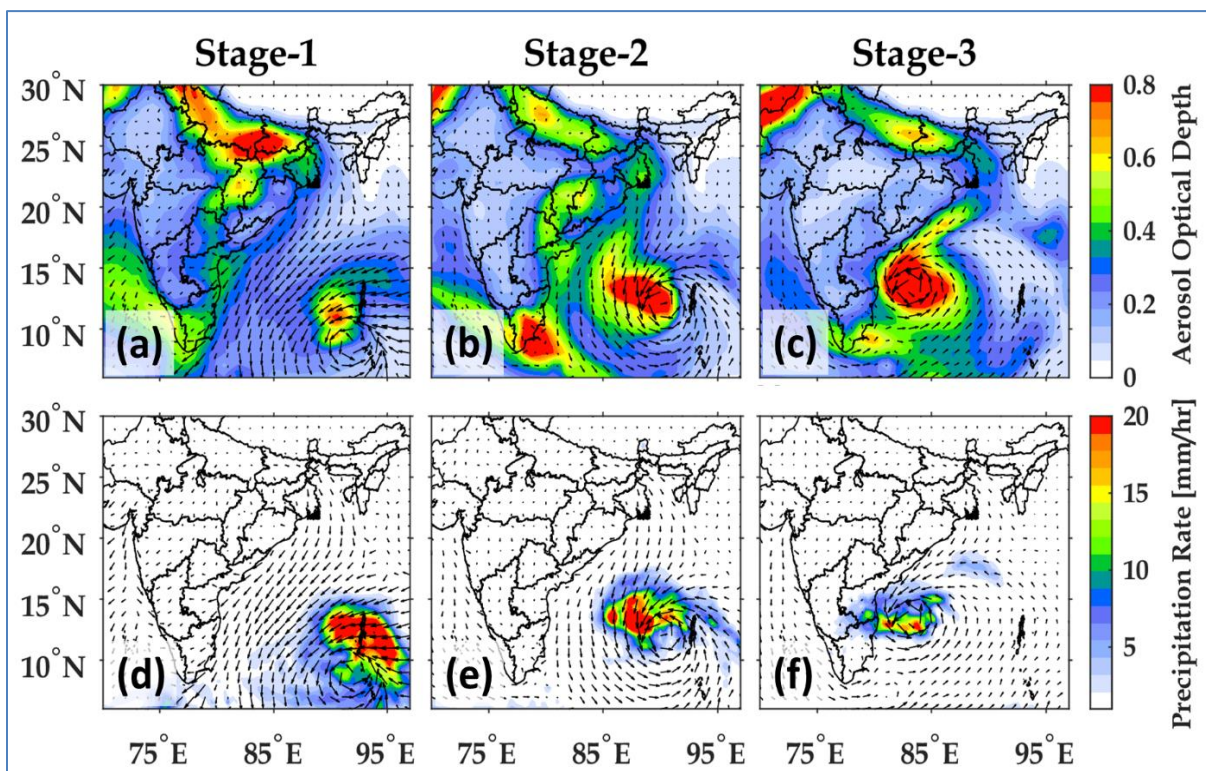 Stage-1 Stage-2 Stage-3
30°N
25°N
20°N
15°N
10°N
(a) (b) (c)
0.8
0.6
0.4
0.2
0
Aerosol Optical Depth
30°N
25°N
20°N
15°N
10°N
(d) (e) (f)
20
15
10
5
Precipitation Rate [mm/hr]
75°E 85°E 95°E 75°E 85°E 95°E 75°E 85°E 95°E